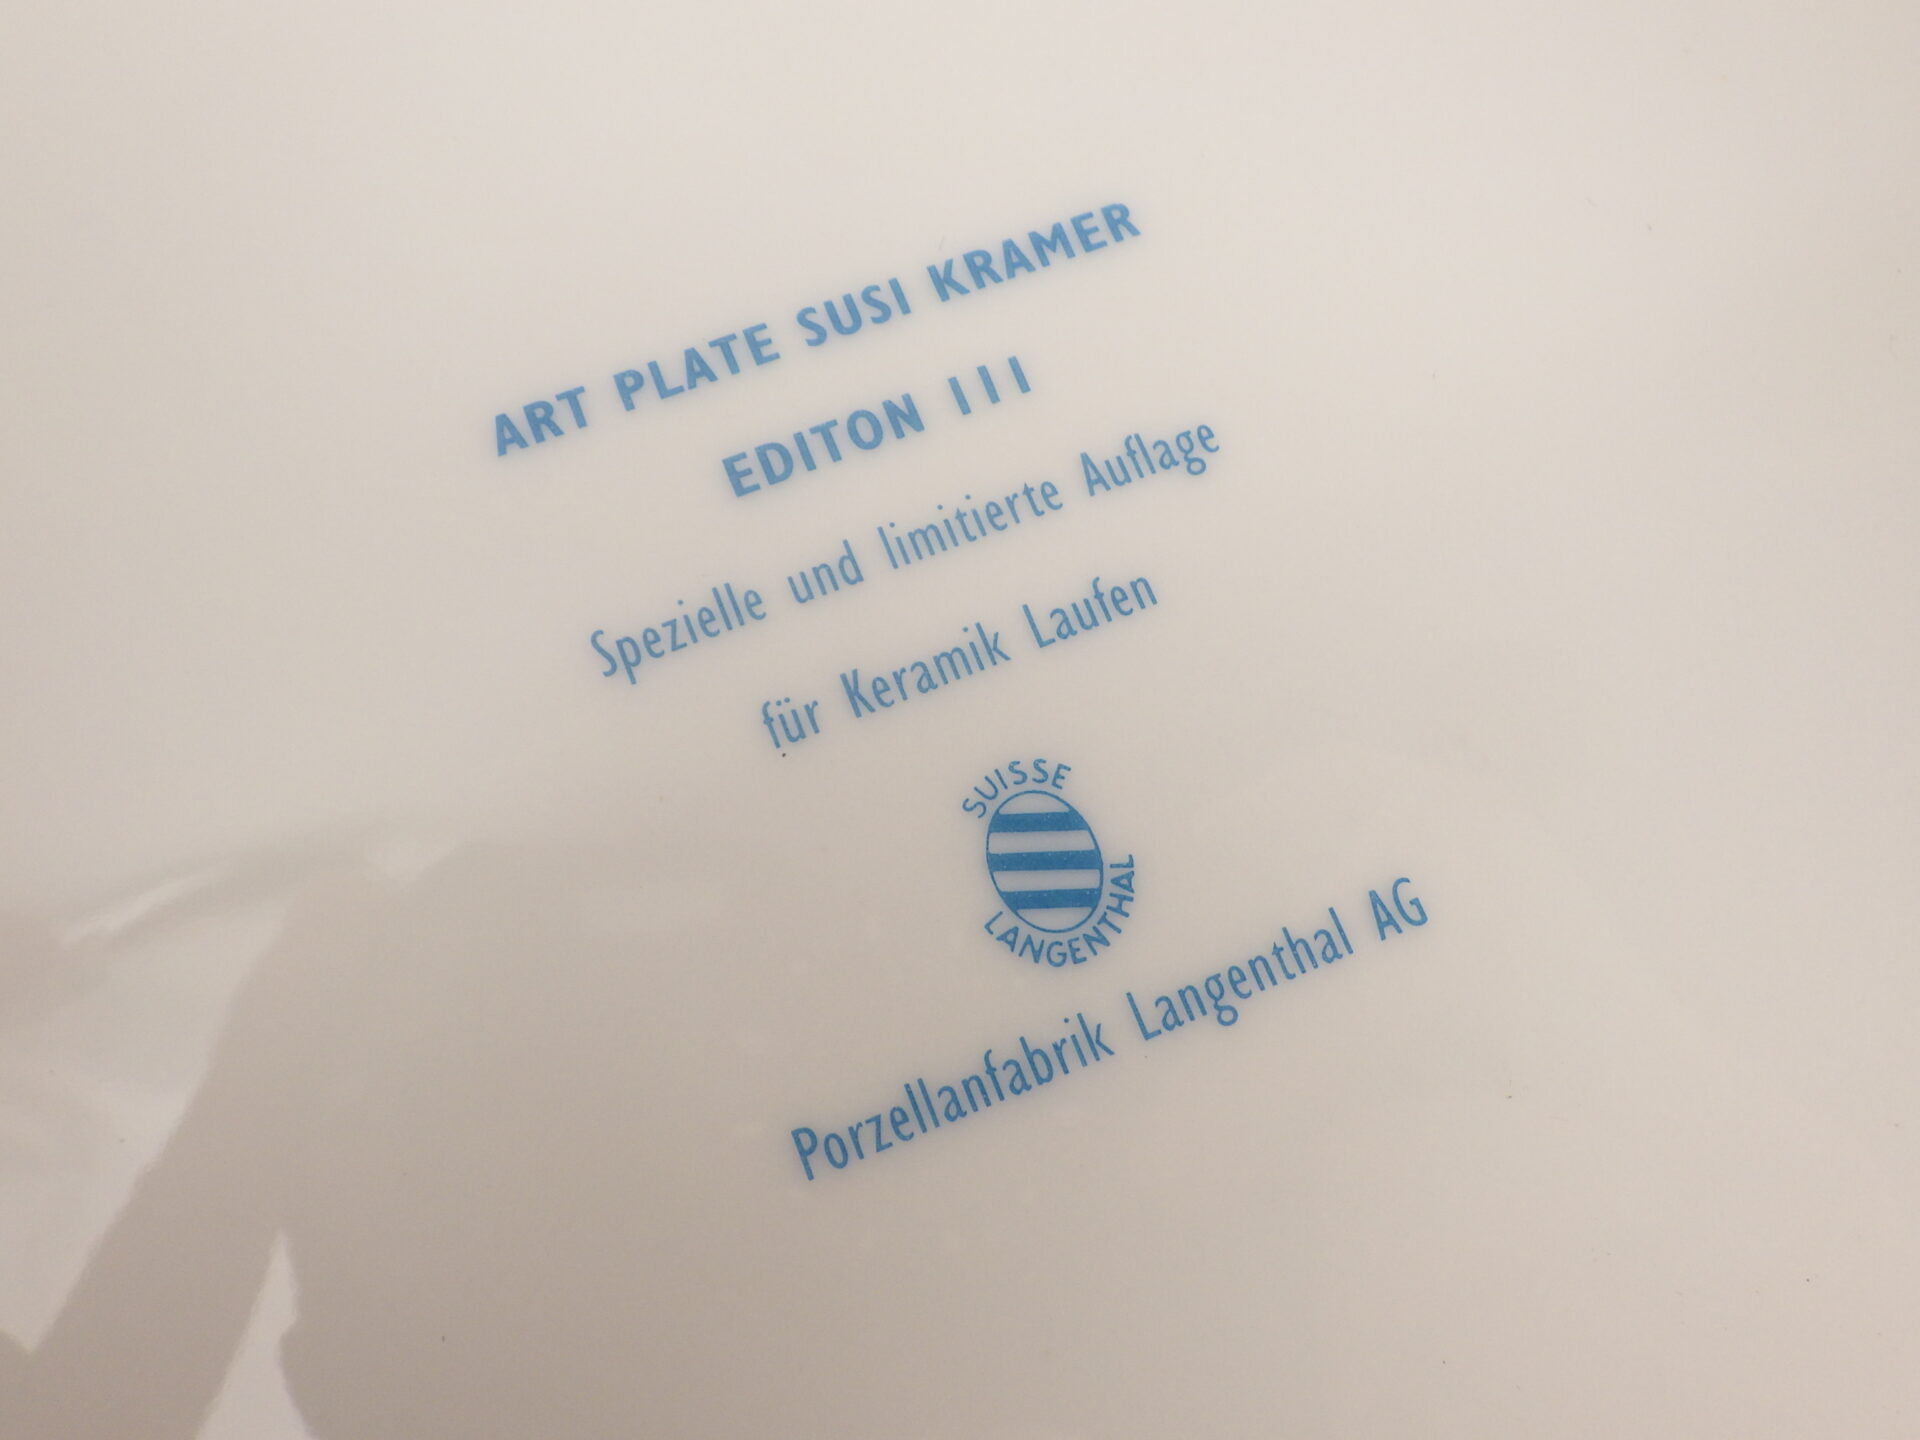 ART PLATE SUSI KRAMER
EDITON III
Spezielle und limitierte Auflage
für Keramik Laufen
SUISSE
LANGENTHAL
Porzellanfabrik Langenthal AG